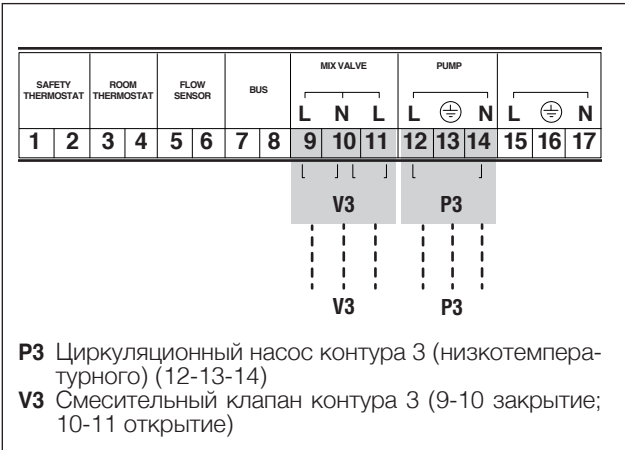 MIX VALVE PUMP
SAFETY THERMOSTAT ROOM THERMOSTAT FLOW SENSOR BUS
L N L L N L N
1 2 3 4 5 6 7 8 9 10 11 12 13 14 15 16 17
V3 P3
V3 P3
P3 Циркуляционный насос контура 3 (низкотемпера-
турного) (12-13-14)
V3 Смесительный клапан контура 3 (9-10 закрытие;
10-11 открытие)